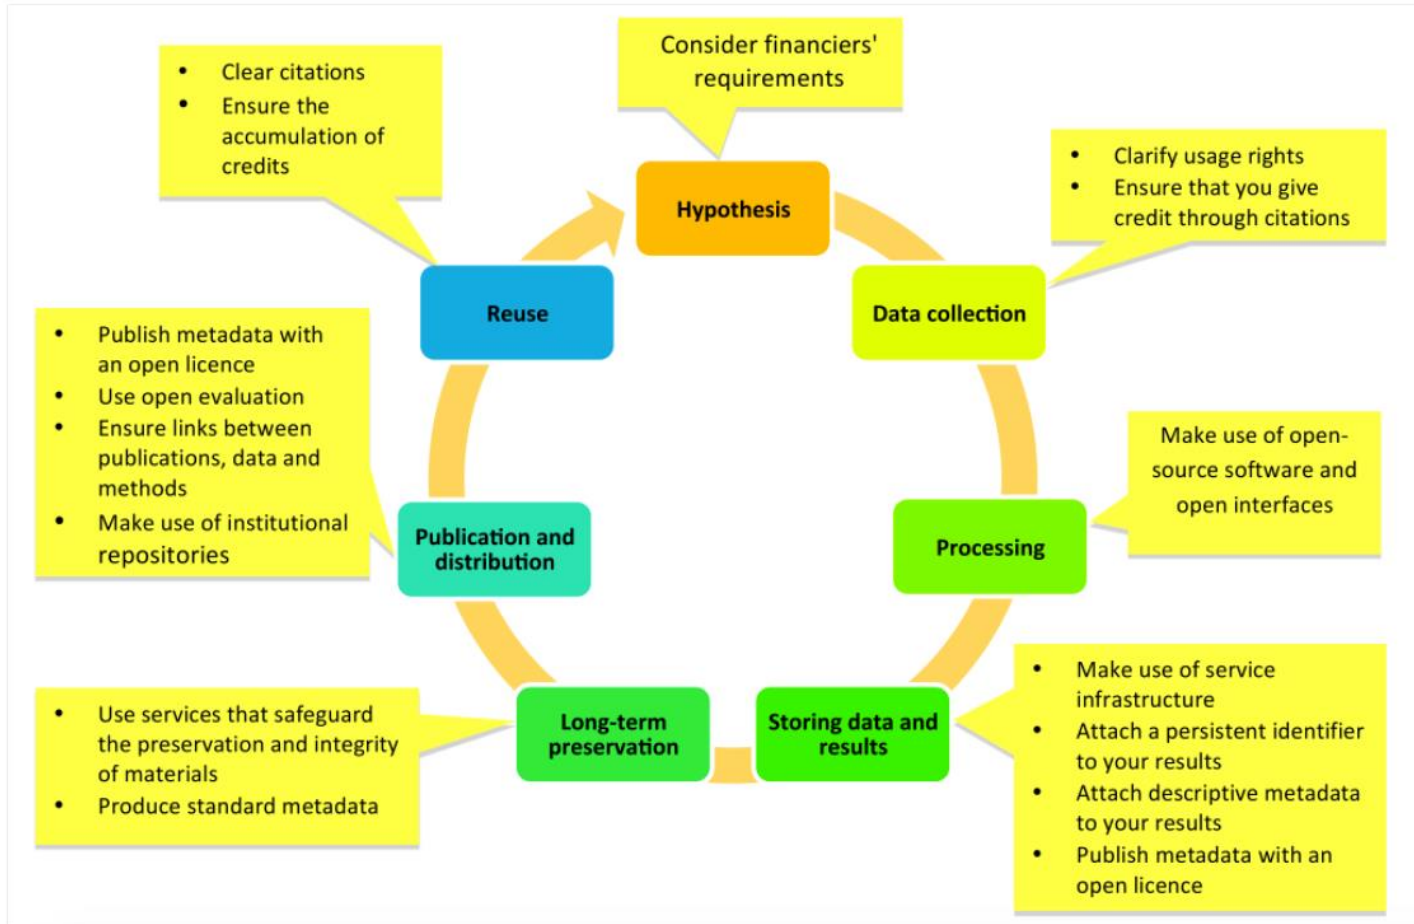 Consider financiers'
requirements
Hypothesis
• Clarify usage rights
• Ensure that you give
credit through citations
Data collection
Make use of open-
source software and
open interfaces
Processing
• Make use of service
infrastructure
• Attach a persistent identifier
to your results
• Attach descriptive metadata
to your results
• Publish metadata with an
open licence
Storing data and
results
• Use services that safeguard
the preservation and integrity
of materials
• Produce standard metadata
Long-term
preservation
• Publish metadata with
an open licence
• Use open evaluation
• Ensure links between
publications, data and
methods
• Make use of institutional
repositories
Publication and
distribution
• Clear citations
• Ensure the
accumulation of
credits
Reuse